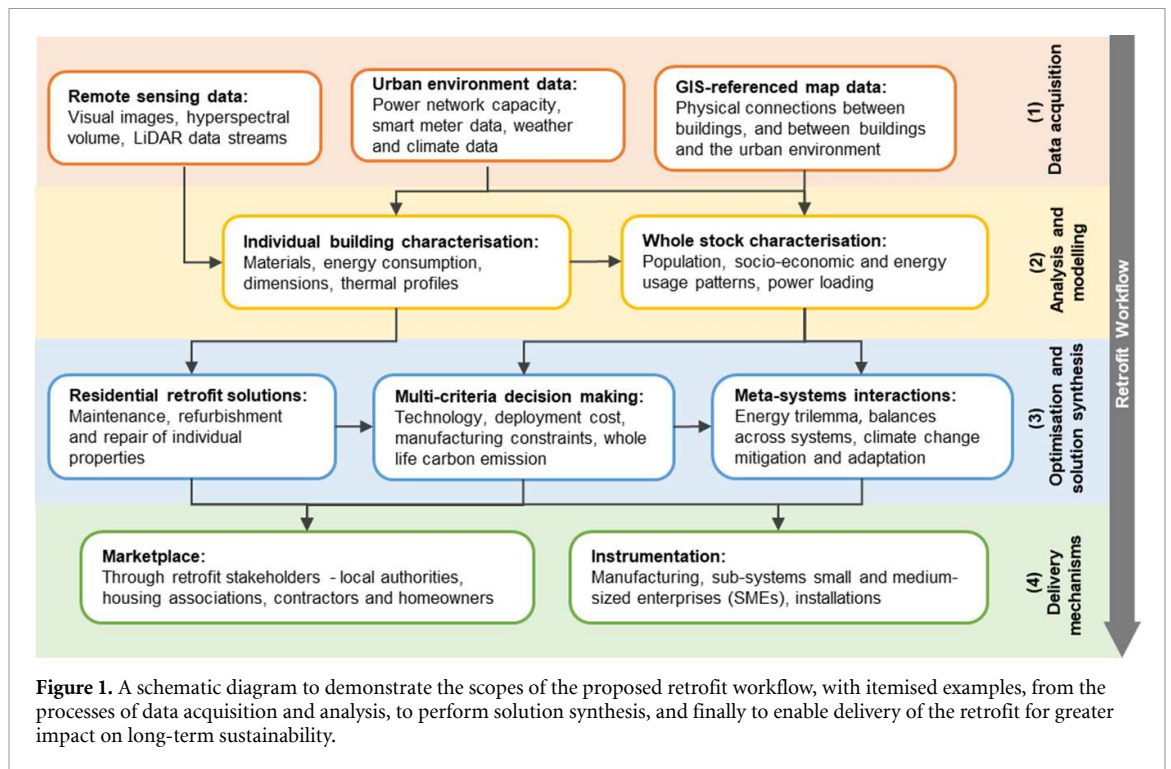 Remote sensing data:
Visual images, hyperspectral
volume, LiDAR data streams
Urban environment data:
Power network capacity,
smart meter data, weather
and climate data
GIS-referenced map data:
Physical connections between
buildings, and between buildings
and the urban environment
(1)
Data acquisition
Individual building characterisation:
Materials, energy consumption,
dimensions, thermal profiles
Whole stock characterisation:
Population, socio-economic and energy
usage patterns, power loading
(2)
Analysis and
modelling
Residential retrofit solutions:
Maintenance, refurbishment
and repair of individual
properties
Multi-criteria decision making:
Technology, deployment cost,
manufacturing constraints, whole
life carbon emission
Meta-systems interactions:
Energy trilemma, balances
across systems, climate change
mitigation and adaptation
(3)
Optimisation and
solution synthesis
Marketplace:
Through retrofit stakeholders - local authorities,
housing associations, contractors and homeowners
Instrumentation:
Manufacturing, sub-systems small and medium-
sized enterprises (SMEs), installations
(4)
Delivery
mechanisms
Retrofit Workflow
Figure 1. A schematic diagram to demonstrate the scopes of the proposed retrofit workflow, with itemised examples, from the
processes of data acquisition and analysis, to perform solution synthesis, and finally to enable delivery of the retrofit for greater
impact on long-term sustainability.